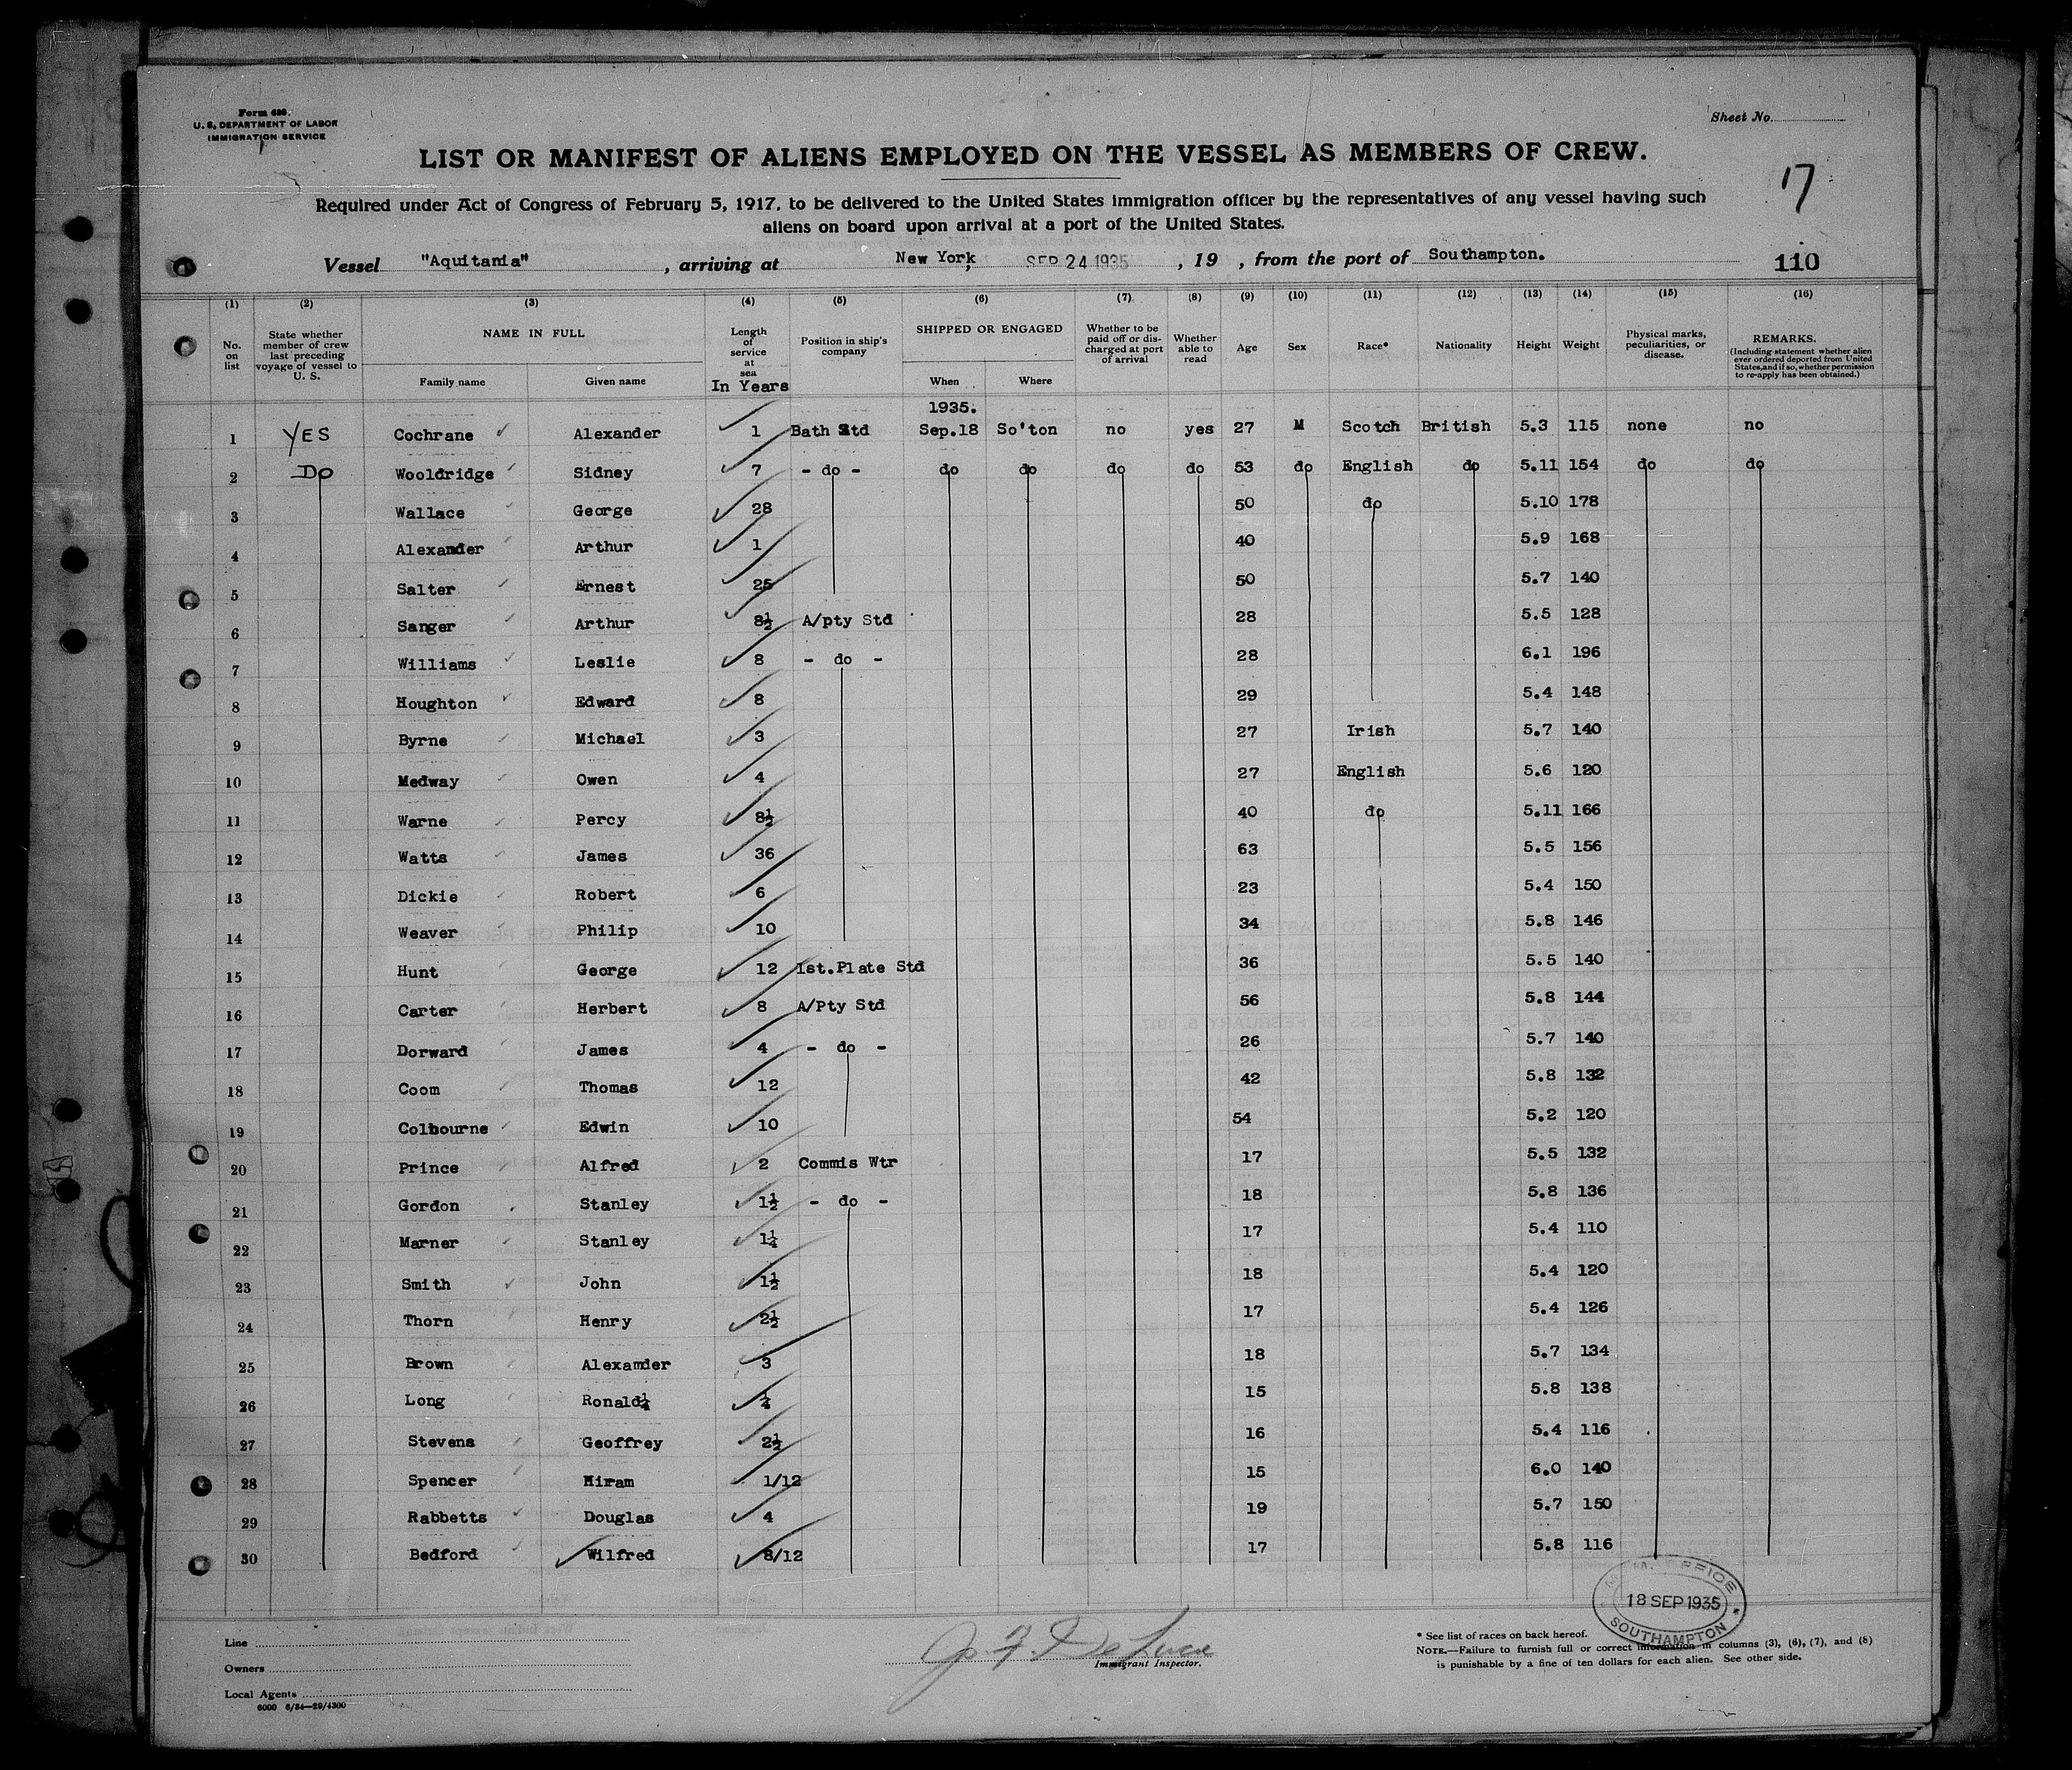 Form 680.
U. S. DEPARTMENT OF LABOR
IMMIGRATION SERVICE
Sheet No.
LIST OR MANIFEST OF ALIENS EMPLOYED ON THE VESSEL AS MEMBERS OF CREW.
17
Required under Act of Congress of February 5, 1917, to be delivered to the United States immigration officer by the representatives of any vessel having such
aliens on board upon arrival at a port of the United States.
Vessel "Aquitania", arriving at New York, SEP 24 1935, 19 , from the port of Southampton. 110
(1) (2) (3) (4) (5) (6) (7) (8) (9) (10) (11) (12) (13) (14) (15) (16)
No. on list State whether member of crew last preceding voyage of vessel to U. S. NAME IN FULL Family name Given name Length of service at sea In Years Position in ship's company SHIPPED OR ENGAGED When Where Whether to be paid off or discharged at port of arrival Whether able to read Age Sex Race* Nationality Height Weight Physical marks, peculiarities, or disease. REMARKS. (Including statement whether alien ever ordered deported from United States, and if so, whether permission to re-apply has been obtained.)
1935.
1 YES Cochrane Alexander 1 Bath Std Sep.18 So'ton no yes 27 M Scotch British 5.3 115 none no
2 Do Wooldridge Sidney 7 - do - do do do do 53 do English do 5.11 154 do do
3 Wallace George 28 50 do 5.10 178
4 Alexander Arthur 1 40 5.9 168
5 Salter Ernest 25 50 5.7 140
6 Sanger Arthur 8½ A/pty Std 28 5.5 128
7 Williams Leslie 8 - do - 28 6.1 196
8 Houghton Edward 8 29 5.4 148
9 Byrne Michael 3 27 Irish 5.7 140
10 Medway Owen 4 27 English 5.6 120
11 Warne Percy 8½ 40 do 5.11 166
12 Watts James 36 63 5.5 156
13 Dickie Robert 6 23 5.4 150
14 Weaver Philip 10 34 5.8 146
15 Hunt George 12 1st.Plate Std 36 5.5 140
16 Carter Herbert 8 A/Pty Std 56 5.8 144
17 Dorward James 4 - do - 26 5.7 140
18 Coom Thomas 12 42 5.8 132
19 Colbourne Edwin 10 54 5.2 120
20 Prince Alfred 2 Commis Wtr 17 5.5 132
21 Gordon Stanley 1½ - do - 18 5.8 136
22 Marner Stanley 1¼ 17 5.4 110
23 Smith John 1½ 18 5.4 120
24 Thorn Henry 2½ 17 5.4 126
25 Brown Alexander 3 18 5.7 134
26 Long Ronald¼ ¼ 15 5.8 138
27 Stevens Geoffrey 2½ 16 5.4 116
28 Spencer Hiram 1/12 15 6.0 140
29 Rabbetts Douglas 4 19 5.7 150
30 Bedford Wilfred 8/12 17 5.8 116
18 SEP 1935
SOUTHAMPTON
Line
Owners
Local Agents
6000 6/34—29/4300
Jo. F. DeLuca
Immigrant Inspector.
* See list of races on back hereof.
NOTE.—Failure to furnish full or correct information in columns (3), (6), (7), and (8)
is punishable by a fine of ten dollars for each alien. See other side.